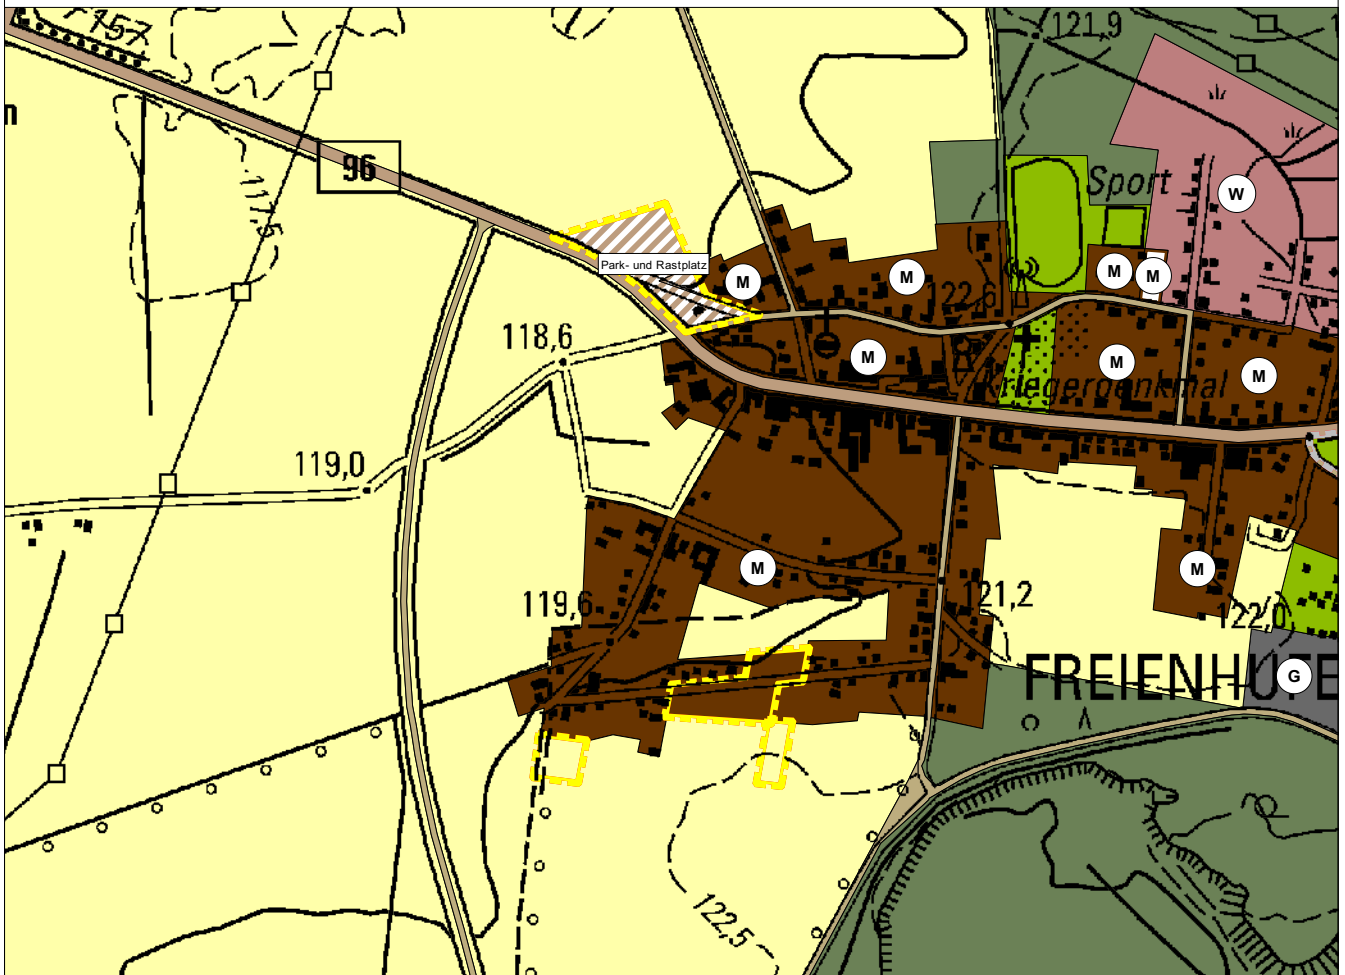 157
121,9
n
96
117,5
Sport
W
Park- und Rastplatz
M
M
M
M
122,6
118,6
M
M
M
Kriegerdenkmal
119,0
M
M
119,6
121,2
122,0
FREIENHUFE
G
122,5